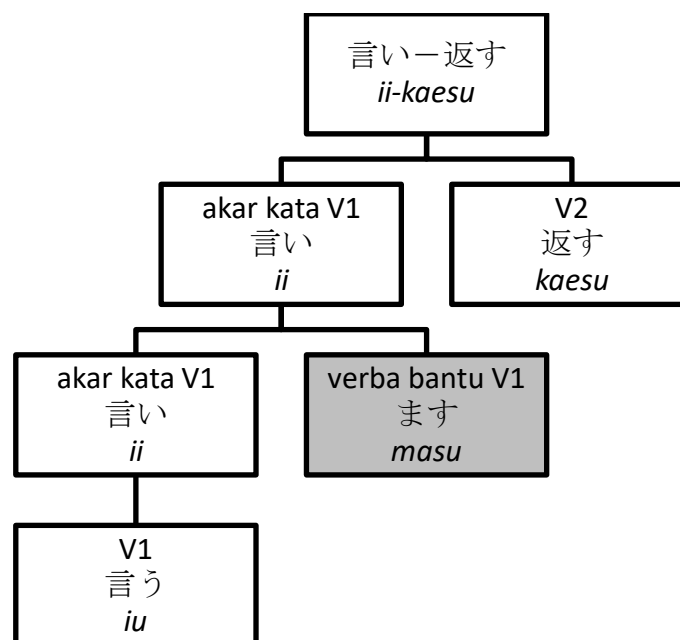 言い－返す
ii-kaesu
akar kata V1
言い
ii
V2
返す
kaesu
akar kata V1
言い
ii
verba bantu V1
ます
masu
V1
言う
iu